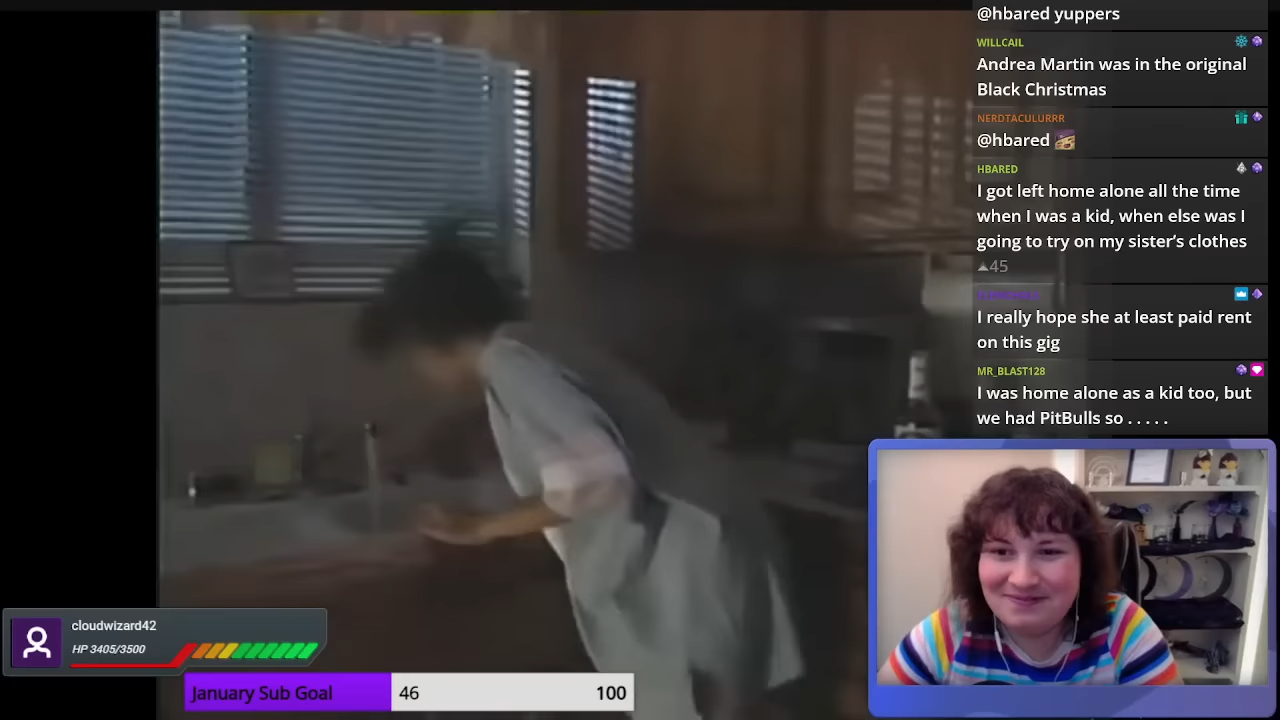 @hbared yuppers
WILLCAIL
Andrea Martin was in the original
Black Christmas
NERDTACULURRR
@hbared
HBARED
I got left home alone all the time
when I was a kid, when else was I
going to try on my sister's clothes
45
I really hope she at least paid rent
on this gig
MR_BLAST128
I was home alone as a kid too, but
we had PitBulls so . . . . .
cloudwizard42
HP 3405/3500
January Sub Goal 46 100